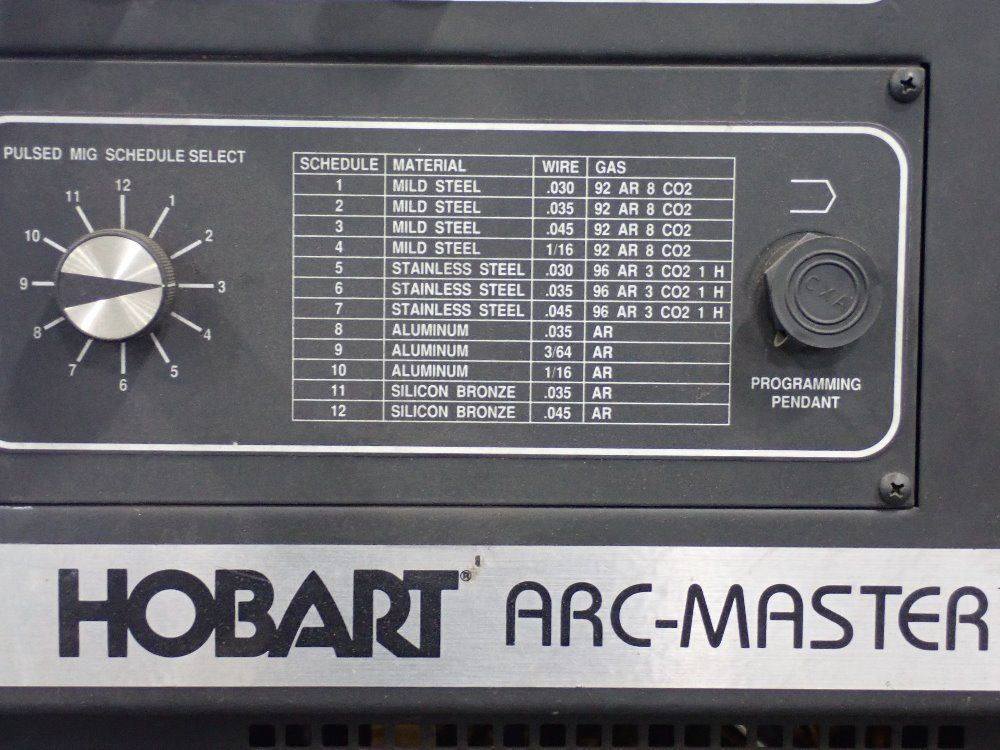 PULSED MIG SCHEDULE SELECT
12
11 1
10 2
9 3
8 4
7 5
6
SCHEDULE MATERIAL WIRE GAS
1 MILD STEEL .030 92 AR 8 CO2
2 MILD STEEL .035 92 AR 8 CO2
3 MILD STEEL .045 92 AR 8 CO2
4 MILD STEEL 1/16 92 AR 8 CO2
5 STAINLESS STEEL .030 96 AR 3 CO2 1 H
6 STAINLESS STEEL .035 96 AR 3 CO2 1 H
7 STAINLESS STEEL .045 96 AR 3 CO2 1 H
8 ALUMINUM .035 AR
9 ALUMINUM 3/64 AR
10 ALUMINUM 1/16 AR
11 SILICON BRONZE .035 AR
12 SILICON BRONZE .045 AR
PROGRAMMING
PENDANT
HOBART® ARC-MASTER